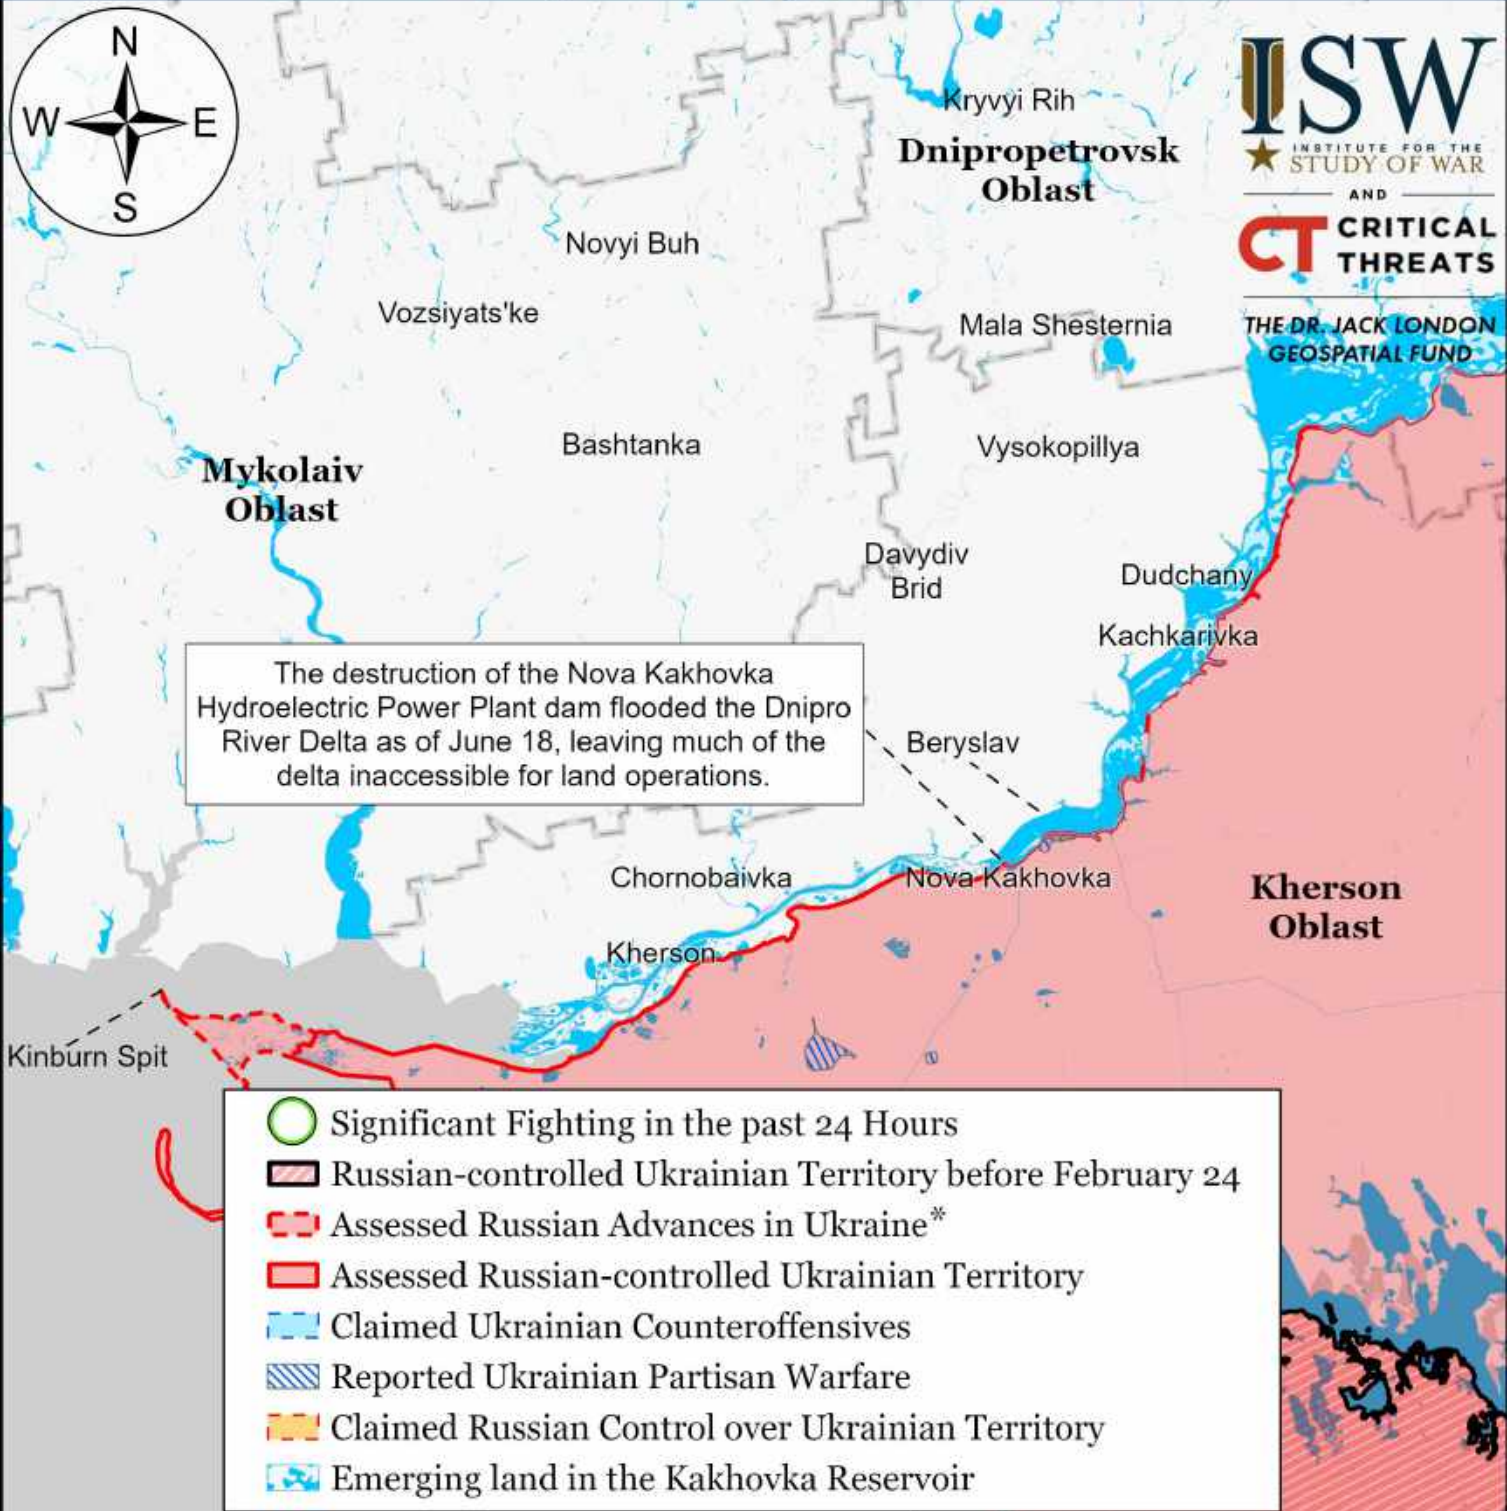 N
W
E
S
ISW
INSTITUTE FOR THE
STUDY OF WAR
AND
CT CRITICAL
THREATS
THE DR. JACK LONDON
GEOSPATIAL FUND
Kryvyi Rih
Dnipropetrovsk
Oblast
Novyi Buh
Vozsiyats'ke
Mala Shesternia
Bashtanka
Vysokopillya
Mykolaiv
Oblast
Davydiv
Brid
Dudchany
Kachkarivka
The destruction of the Nova Kakhovka
Hydroelectric Power Plant dam flooded the Dnipro
River Delta as of June 18, leaving much of the
delta inaccessible for land operations.
Beryslav
Chornobaivka
Nova Kakhovka
Kherson
Oblast
Kherson
Kinburn Spit
Significant Fighting in the past 24 Hours
Russian-controlled Ukrainian Territory before February 24
Assessed Russian Advances in Ukraine*
Assessed Russian-controlled Ukrainian Territory
Claimed Ukrainian Counteroffensives
Reported Ukrainian Partisan Warfare
Claimed Russian Control over Ukrainian Territory
Emerging land in the Kakhovka Reservoir